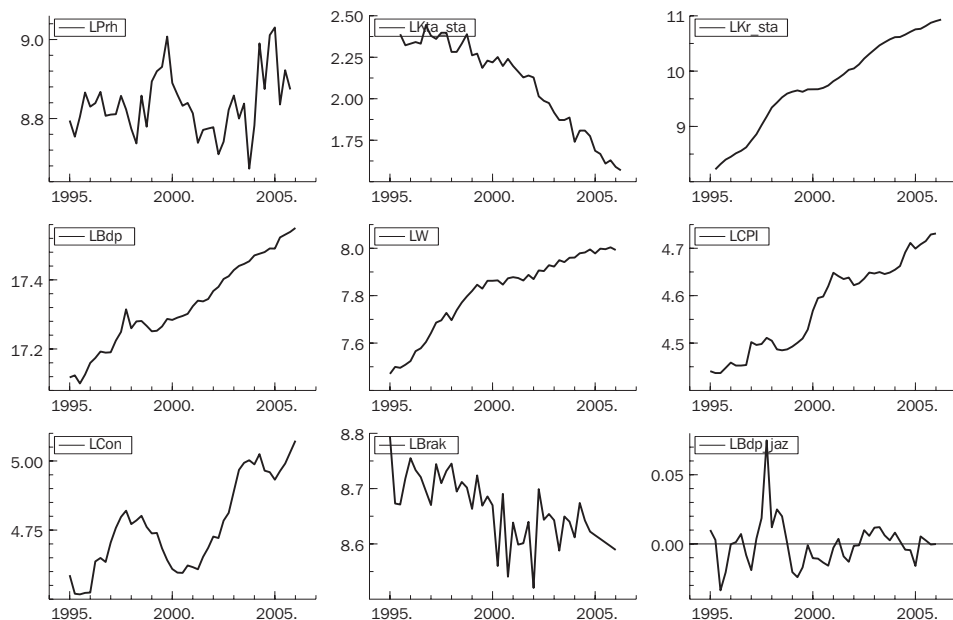 LPrh
9.0
8.8
1995. 2000. 2005.
LKta_sta
2.50
2.25
2.00
1.75
1995. 2000. 2005.
LKr_sta
11
10
9
1995. 2000. 2005.
LBdp
17.4
17.2
1995. 2000. 2005.
LW
8.0
7.8
7.6
1995. 2000. 2005.
LCPI
4.7
4.6
4.5
1995. 2000. 2005.
LCon
5.00
4.75
1995. 2000. 2005.
LBrak
8.8
8.7
8.6
1995. 2000. 2005.
LBdp_jaz
0.05
0.00
1995. 2000. 2005.